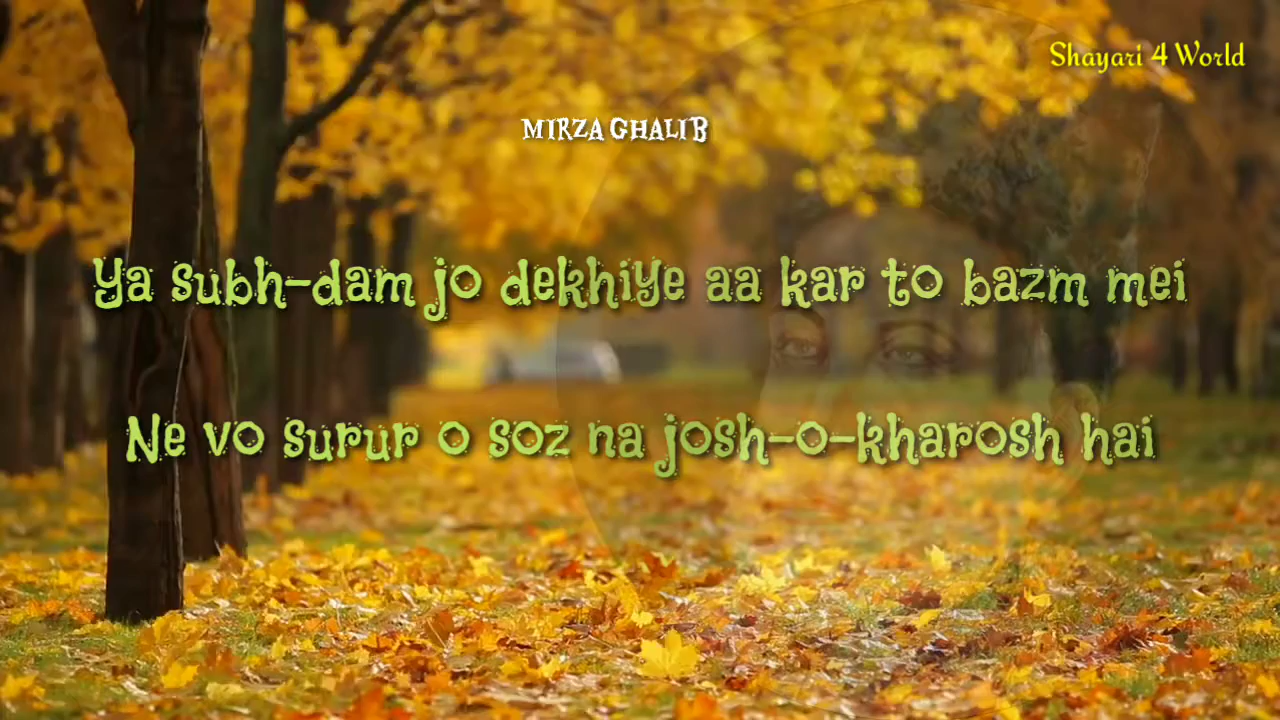 Shayari 4 World
MIRZA GHALIB
Ya subh-dam jo dekhiye aa kar to bazm mei
Ne vo surur o soz na josh-o-kharosh hai